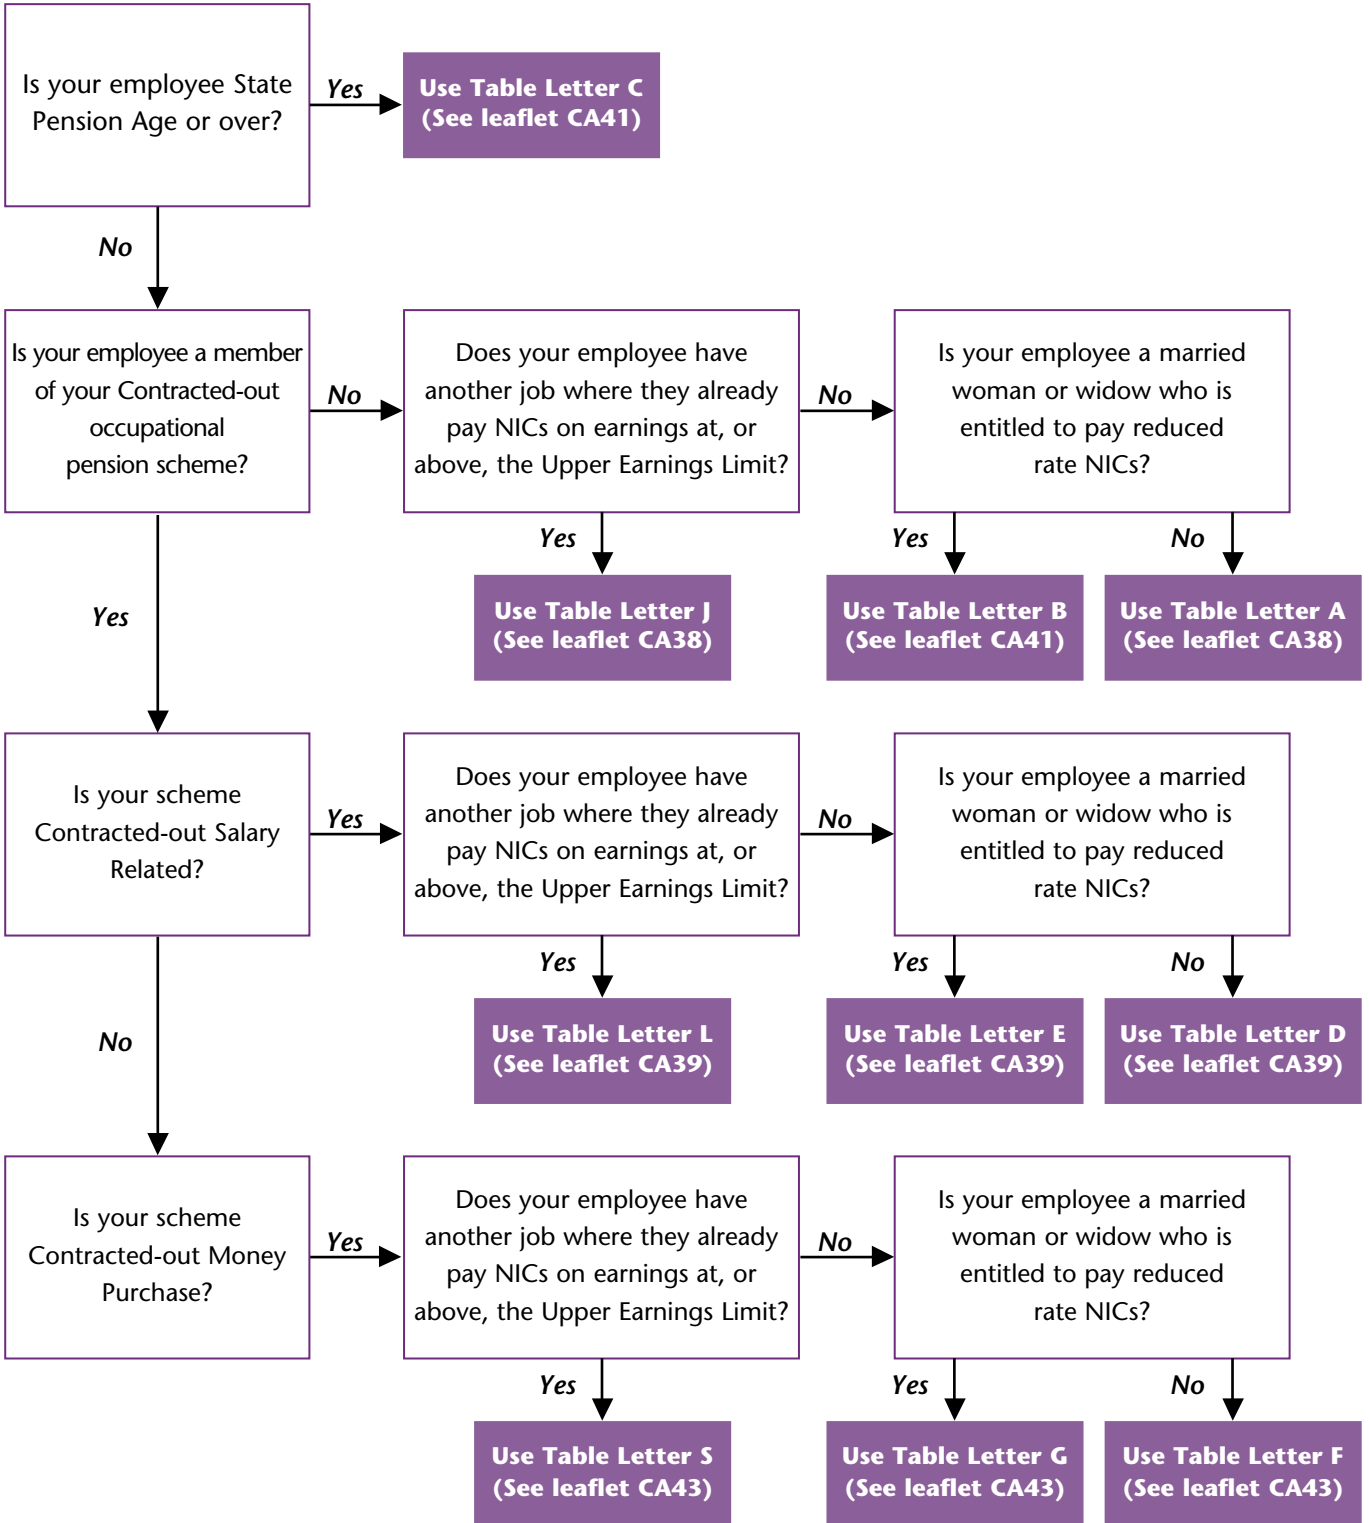 Is your employee State
Pension Age or over?
Yes
Use Table Letter C
(See leaflet CA41)
No
Is your employee a member
of your Contracted-out
occupational
pension scheme?
No
Does your employee have
another job where they already
pay NICs on earnings at, or
above, the Upper Earnings Limit?
No
Is your employee a married
woman or widow who is
entitled to pay reduced
rate NICs?
Yes
Use Table Letter J
(See leaflet CA38)
Yes
Use Table Letter B
(See leaflet CA41)
No
Use Table Letter A
(See leaflet CA38)
Yes
Is your scheme
Contracted-out Salary
Related?
Yes
Does your employee have
another job where they already
pay NICs on earnings at, or
above, the Upper Earnings Limit?
No
Is your employee a married
woman or widow who is
entitled to pay reduced
rate NICs?
Yes
Use Table Letter L
(See leaflet CA39)
Yes
Use Table Letter E
(See leaflet CA39)
No
Use Table Letter D
(See leaflet CA39)
No
Is your scheme
Contracted-out Money
Purchase?
Yes
Does your employee have
another job where they already
pay NICs on earnings at, or
above, the Upper Earnings Limit?
No
Is your employee a married
woman or widow who is
entitled to pay reduced
rate NICs?
Yes
Use Table Letter S
(See leaflet CA43)
Yes
Use Table Letter G
(See leaflet CA43)
No
Use Table Letter F
(See leaflet CA43)